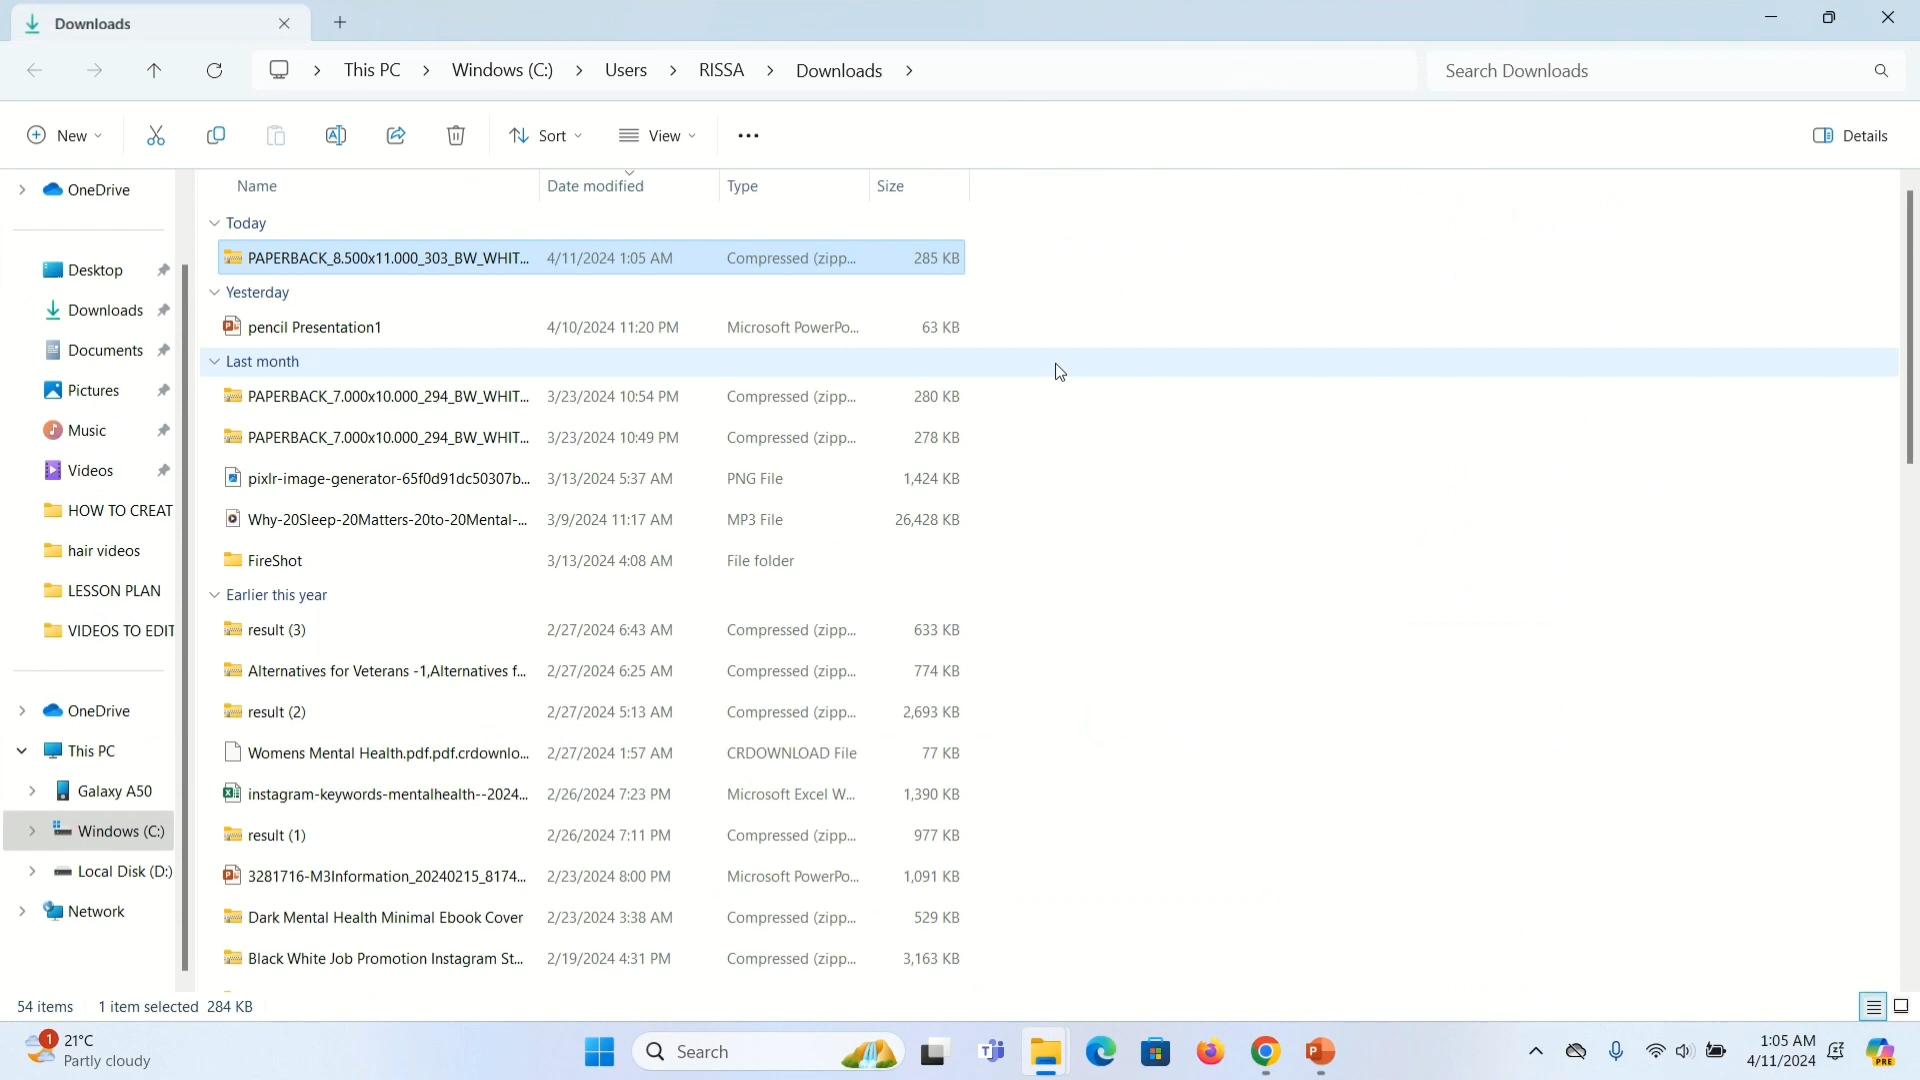 Downloads
This PC Windows (C:) Users RISSA Downloads
Search Downloads
New Sort View Details
Name Date modified Type Size
OneDrive
Desktop
Downloads
Documents
Pictures
Music
Videos
HOW TO CREAT
hair videos
LESSON PLAN
VIDEOS TO EDIT
OneDrive
This PC
Galaxy A50
Windows (C:)
Local Disk (D:)
Network
Today
PAPERBACK_8.500x11.000_303_BW_WHIT... 4/11/2024 1:05 AM Compressed (zipp... 285 KB
Yesterday
pencil Presentation1 4/10/2024 11:20 PM Microsoft PowerPo... 63 KB
Last month
PAPERBACK_7.000x10.000_294_BW_WHIT... 3/23/2024 10:54 PM Compressed (zipp... 280 KB
PAPERBACK_7.000x10.000_294_BW_WHIT... 3/23/2024 10:49 PM Compressed (zipp... 278 KB
pixlr-image-generator-65f0d91dc50307b... 3/13/2024 5:37 AM PNG File 1,424 KB
Why-20Sleep-20Matters-20to-20Mental-... 3/9/2024 11:17 AM MP3 File 26,428 KB
FireShot 3/13/2024 4:08 AM File folder
Earlier this year
result (3) 2/27/2024 6:43 AM Compressed (zipp... 633 KB
Alternatives for Veterans -1,Alternatives f... 2/27/2024 6:25 AM Compressed (zipp... 774 KB
result (2) 2/27/2024 5:13 AM Compressed (zipp... 2,693 KB
Womens Mental Health.pdf.pdf.crdownlo... 2/27/2024 1:57 AM CRDOWNLOAD File 77 KB
instagram-keywords-mentalhealth--2024... 2/26/2024 7:23 PM Microsoft Excel W... 1,390 KB
result (1) 2/26/2024 7:11 PM Compressed (zipp... 977 KB
3281716-M3Information_20240215_8174... 2/23/2024 8:00 PM Microsoft PowerPo... 1,091 KB
Dark Mental Health Minimal Ebook Cover 2/23/2024 3:38 AM Compressed (zipp... 529 KB
Black White Job Promotion Instagram St... 2/19/2024 4:31 PM Compressed (zipp... 3,163 KB
54 items 1 item selected 284 KB
1
21°C
Partly cloudy
Search
1:05 AM
4/11/2024
PRE